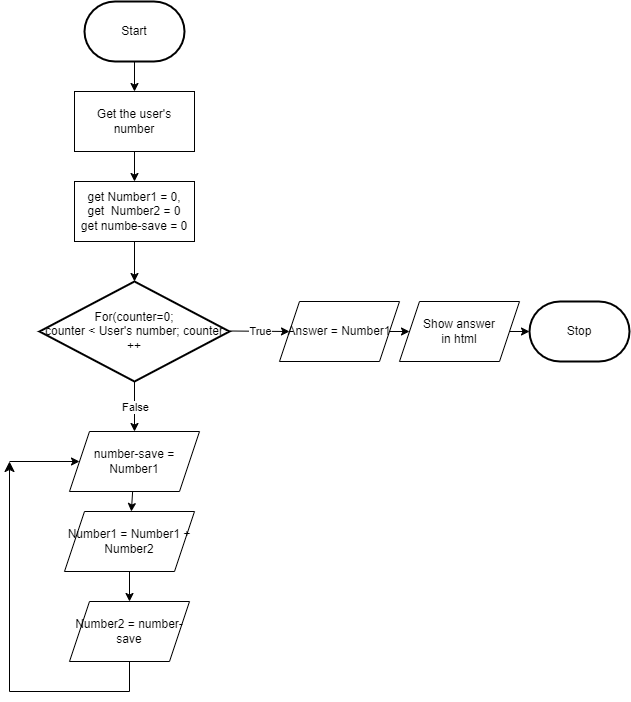 Start
Get the user's
number
get Number1 = 0,
get Number2 = 0
get numbe-save = 0
For(counter=0;
counter < User's number; counter
++
True
Answer = Number1
Show answer
in html
Stop
False
number-save =
Number1
Number1 = Number1 +
Number2
Number2 = number-
save